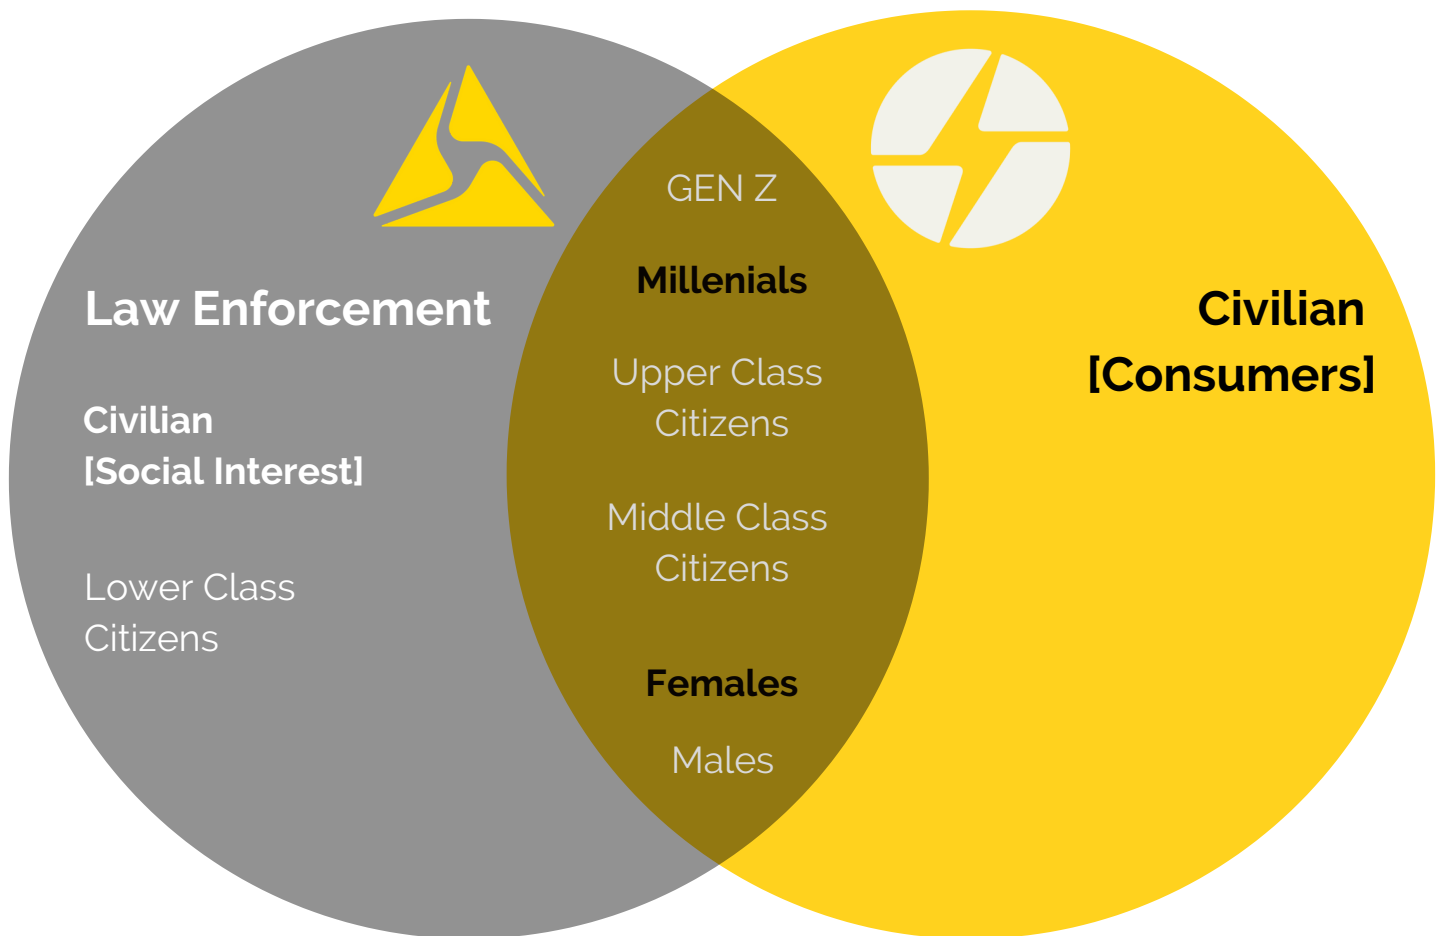 Law Enforcement
Civilian
[Social Interest]
Lower Class
Citizens
GEN Z
Millenials
Upper Class
Citizens
Middle Class
Citizens
Females
Males
Civilian
[Consumers]